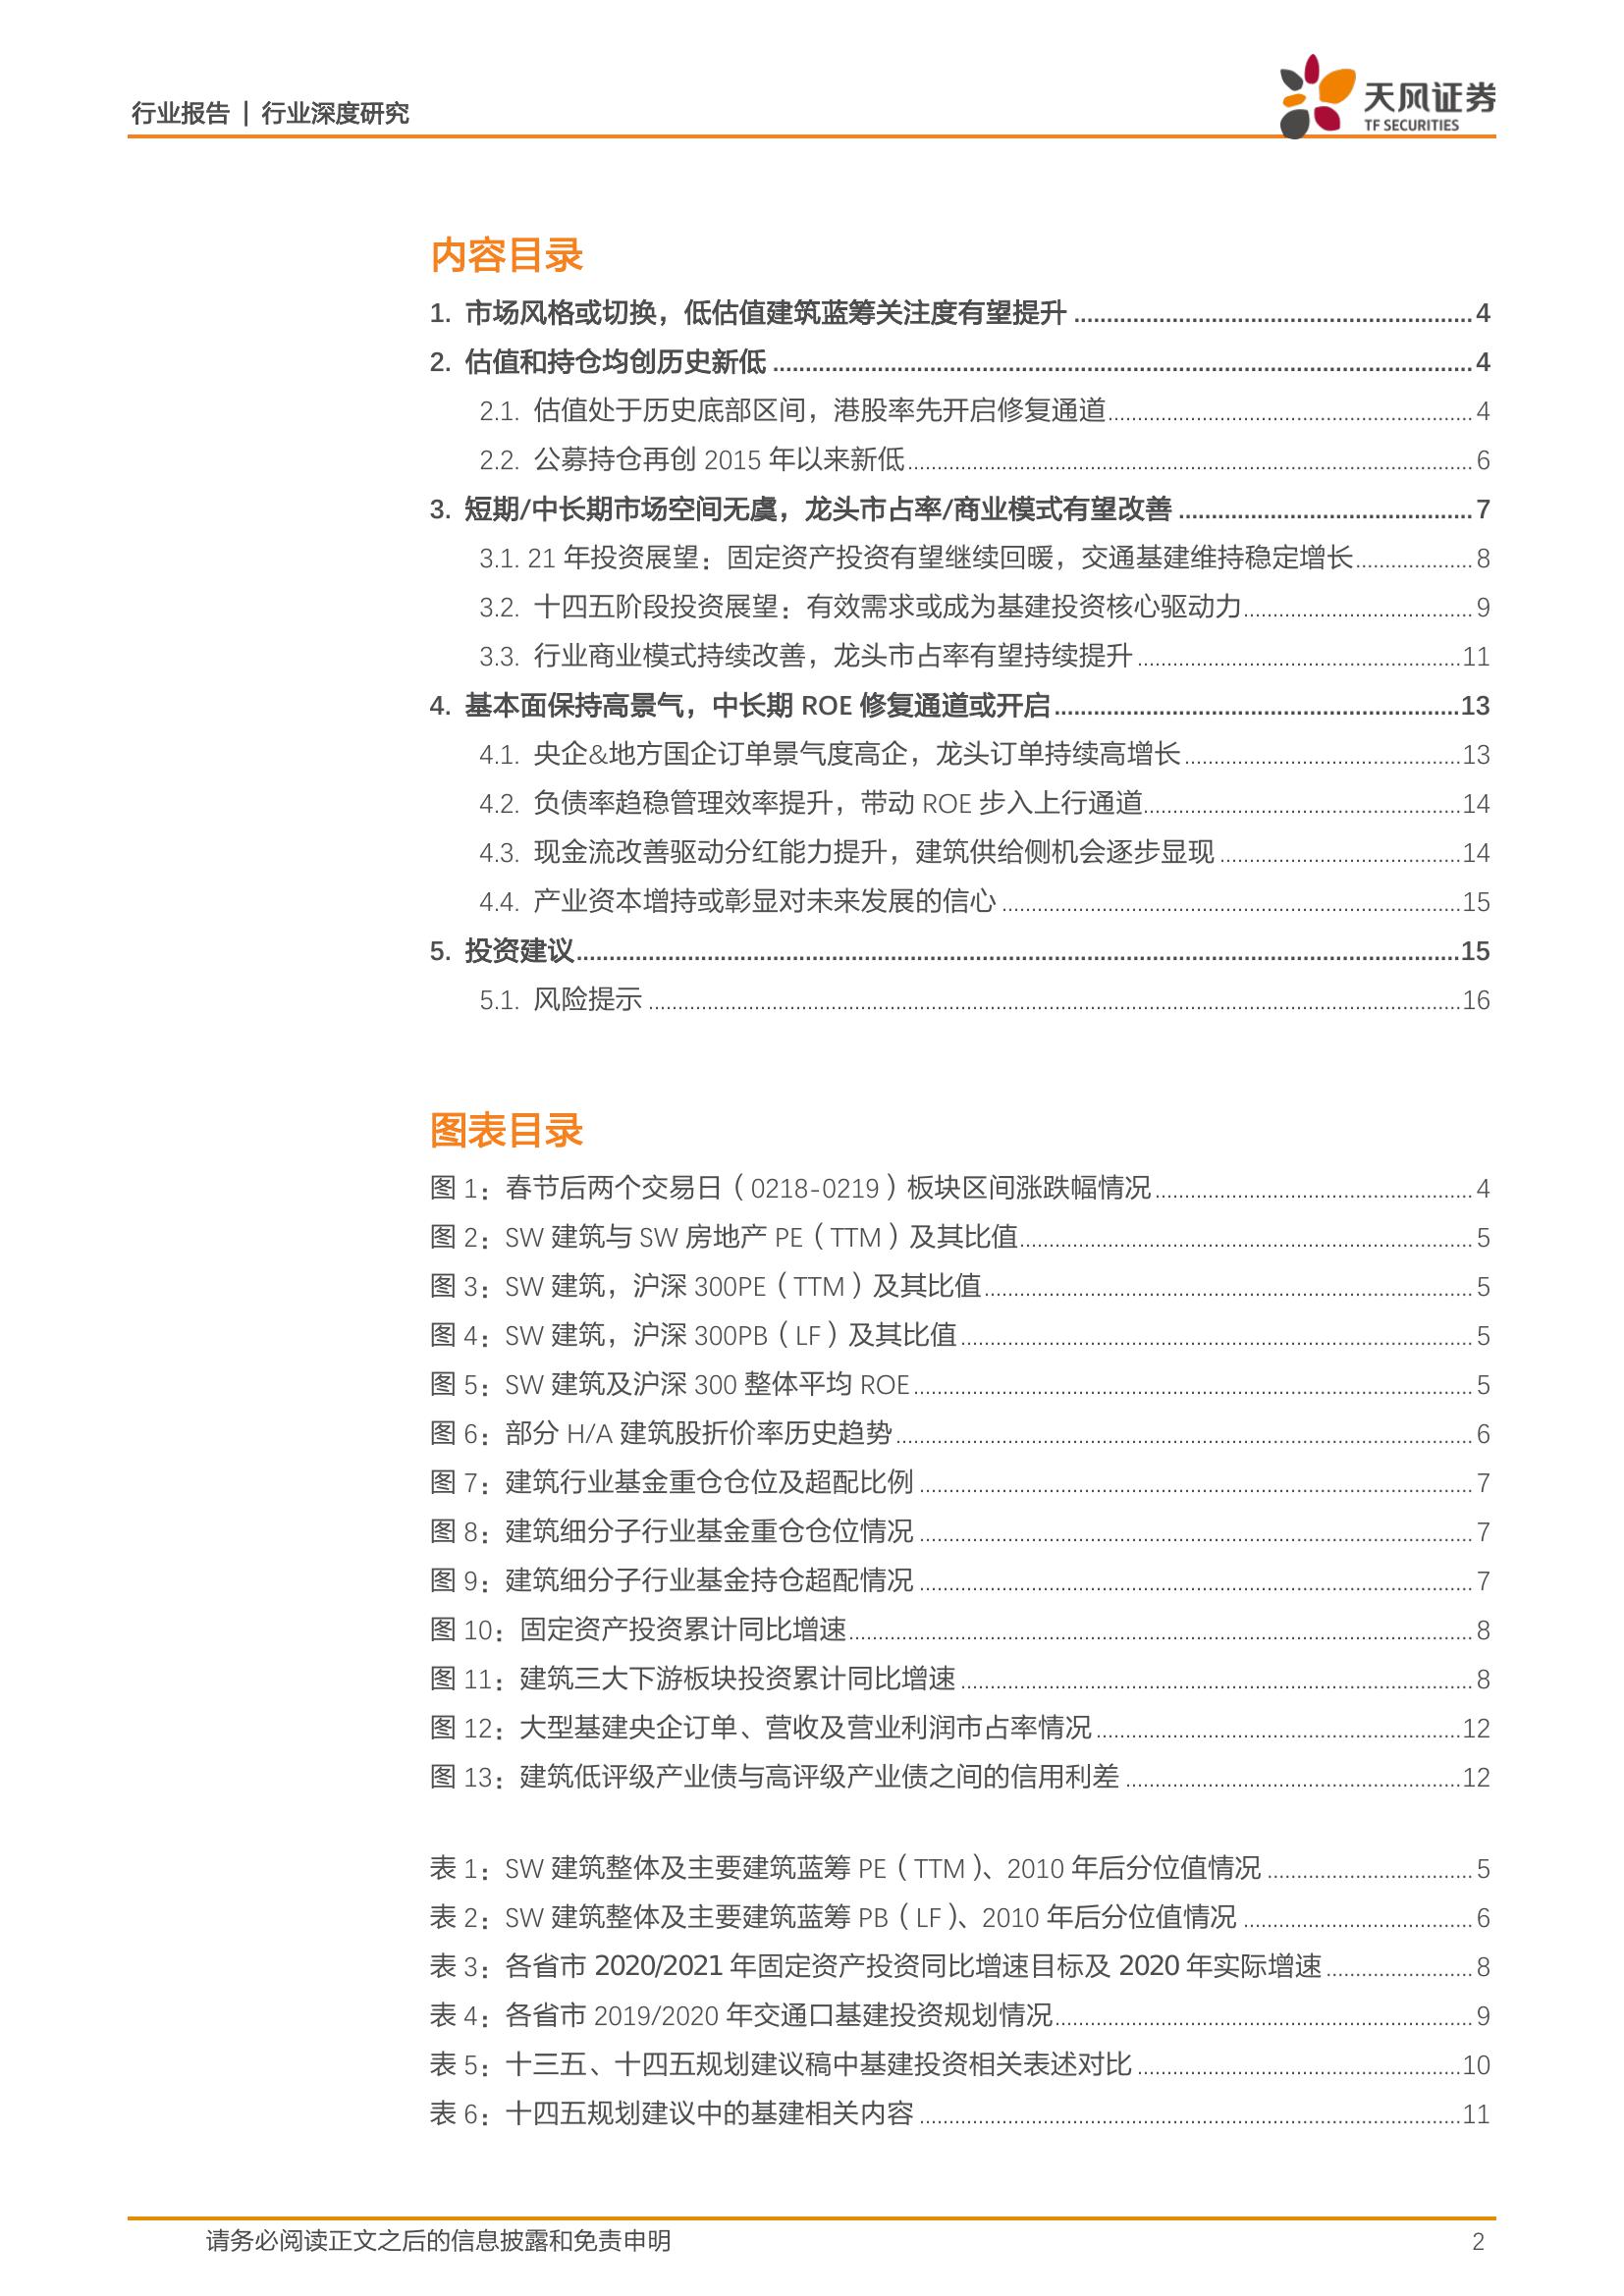 行业报告 | 行业深度研究
天风证券
TF SECURITIES
内容目录
1. 市场风格或切换，低估值建筑蓝筹关注度有望提升 4
2. 估值和持仓均创历史新低 4
2.1. 估值处于历史底部区间，港股率先开启修复通道 4
2.2. 公募持仓再创 2015 年以来新低 6
3. 短期/中长期市场空间无虞，龙头市占率/商业模式有望改善 7
3.1. 21 年投资展望：固定资产投资有望继续回暖，交通基建维持稳定增长 8
3.2. 十四五阶段投资展望：有效需求或成为基建投资核心驱动力 9
3.3. 行业商业模式持续改善，龙头市占率有望持续提升 11
4. 基本面保持高景气，中长期 ROE 修复通道或开启 13
4.1. 央企&地方国企订单景气度高企，龙头订单持续高增长 13
4.2. 负债率趋稳管理效率提升，带动 ROE 步入上行通道 14
4.3. 现金流改善驱动分红能力提升，建筑供给侧机会逐步显现 14
4.4. 产业资本增持或彰显对未来发展的信心 15
5. 投资建议 15
5.1. 风险提示 16
图表目录
图 1：春节后两个交易日（0218-0219）板块区间涨跌幅情况 4
图 2：SW 建筑与 SW 房地产 PE（TTM）及其比值 5
图 3：SW 建筑，沪深 300PE（TTM）及其比值 5
图 4：SW 建筑，沪深 300PB（LF）及其比值 5
图 5：SW 建筑及沪深 300 整体平均 ROE 5
图 6：部分 H/A 建筑股折价率历史趋势 6
图 7：建筑行业基金重仓仓位及超配比例 7
图 8：建筑细分子行业基金重仓仓位情况 7
图 9：建筑细分子行业基金持仓超配情况 7
图 10：固定资产投资累计同比增速 8
图 11：建筑三大下游板块投资累计同比增速 8
图 12：大型基建央企订单、营收及营业利润市占率情况 12
图 13：建筑低评级产业债与高评级产业债之间的信用利差 12
表 1：SW 建筑整体及主要建筑蓝筹 PE（TTM）、2010 年后分位值情况 5
表 2：SW 建筑整体及主要建筑蓝筹 PB（LF）、2010 年后分位值情况 6
表 3：各省市 2020/2021 年固定资产投资同比增速目标及 2020 年实际增速 8
表 4：各省市 2019/2020 年交通口基建投资规划情况 9
表 5：十三五、十四五规划建议稿中基建投资相关表述对比 10
表 6：十四五规划建议中的基建相关内容 11
请务必阅读正文之后的信息披露和免责申明 2